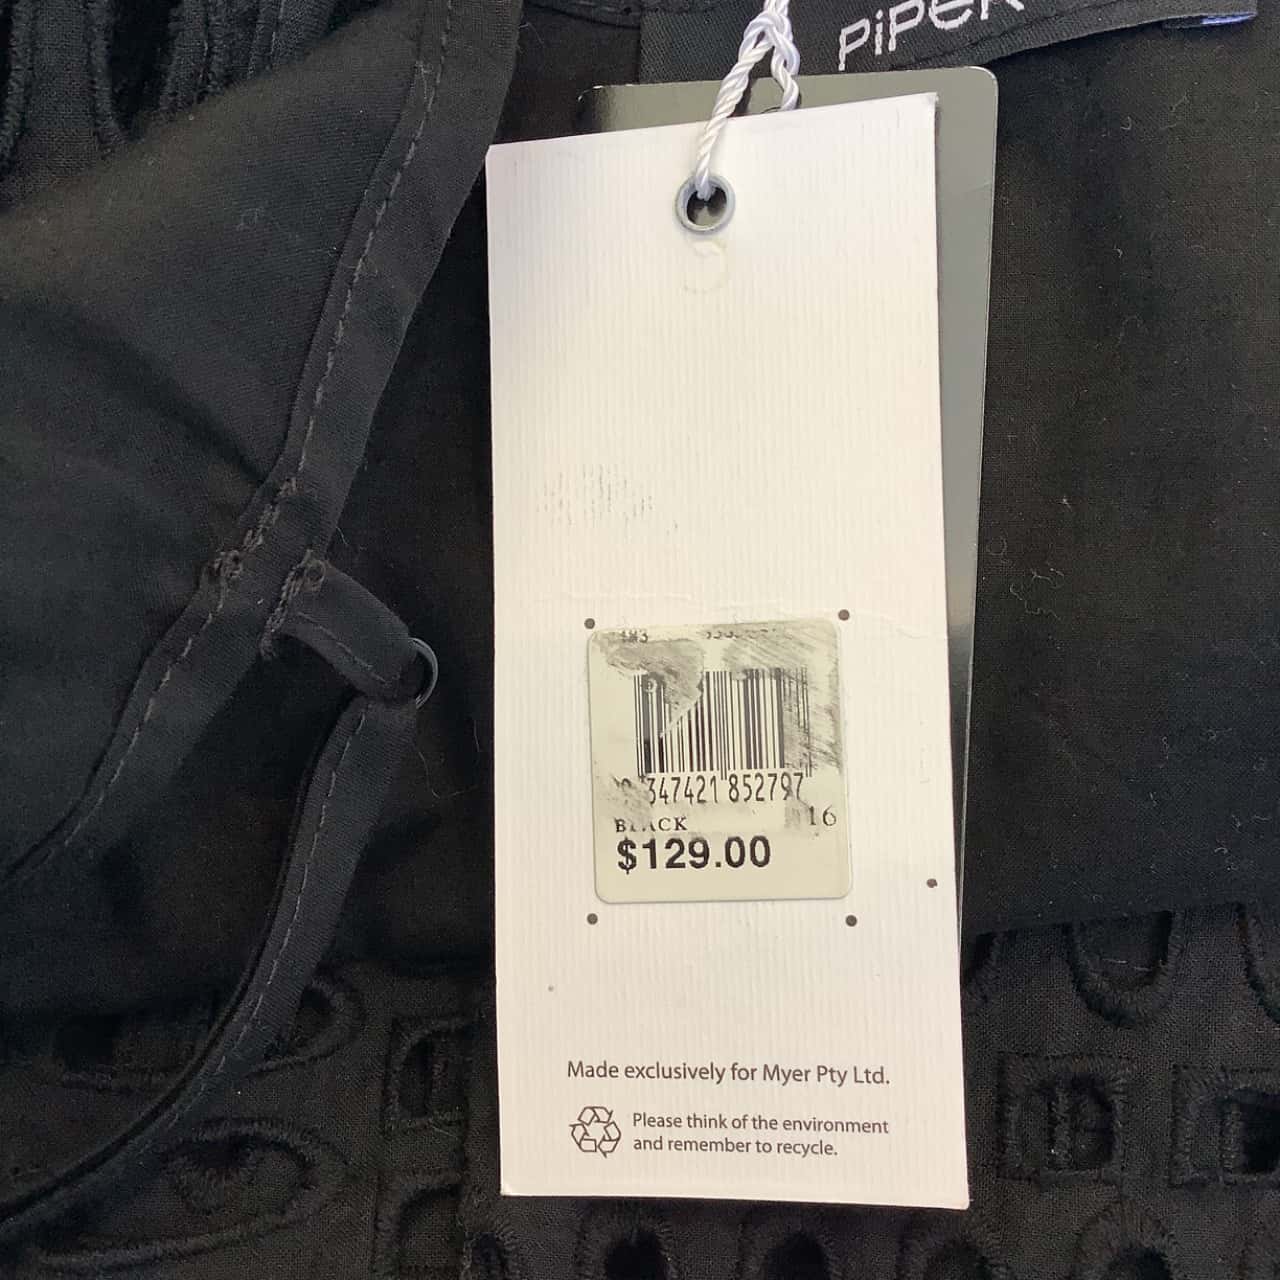 PiPER
347421 852797
16
$129.00
Made exclusively for Myer Pty Ltd.
Please think of the environment
and remember to recycle.